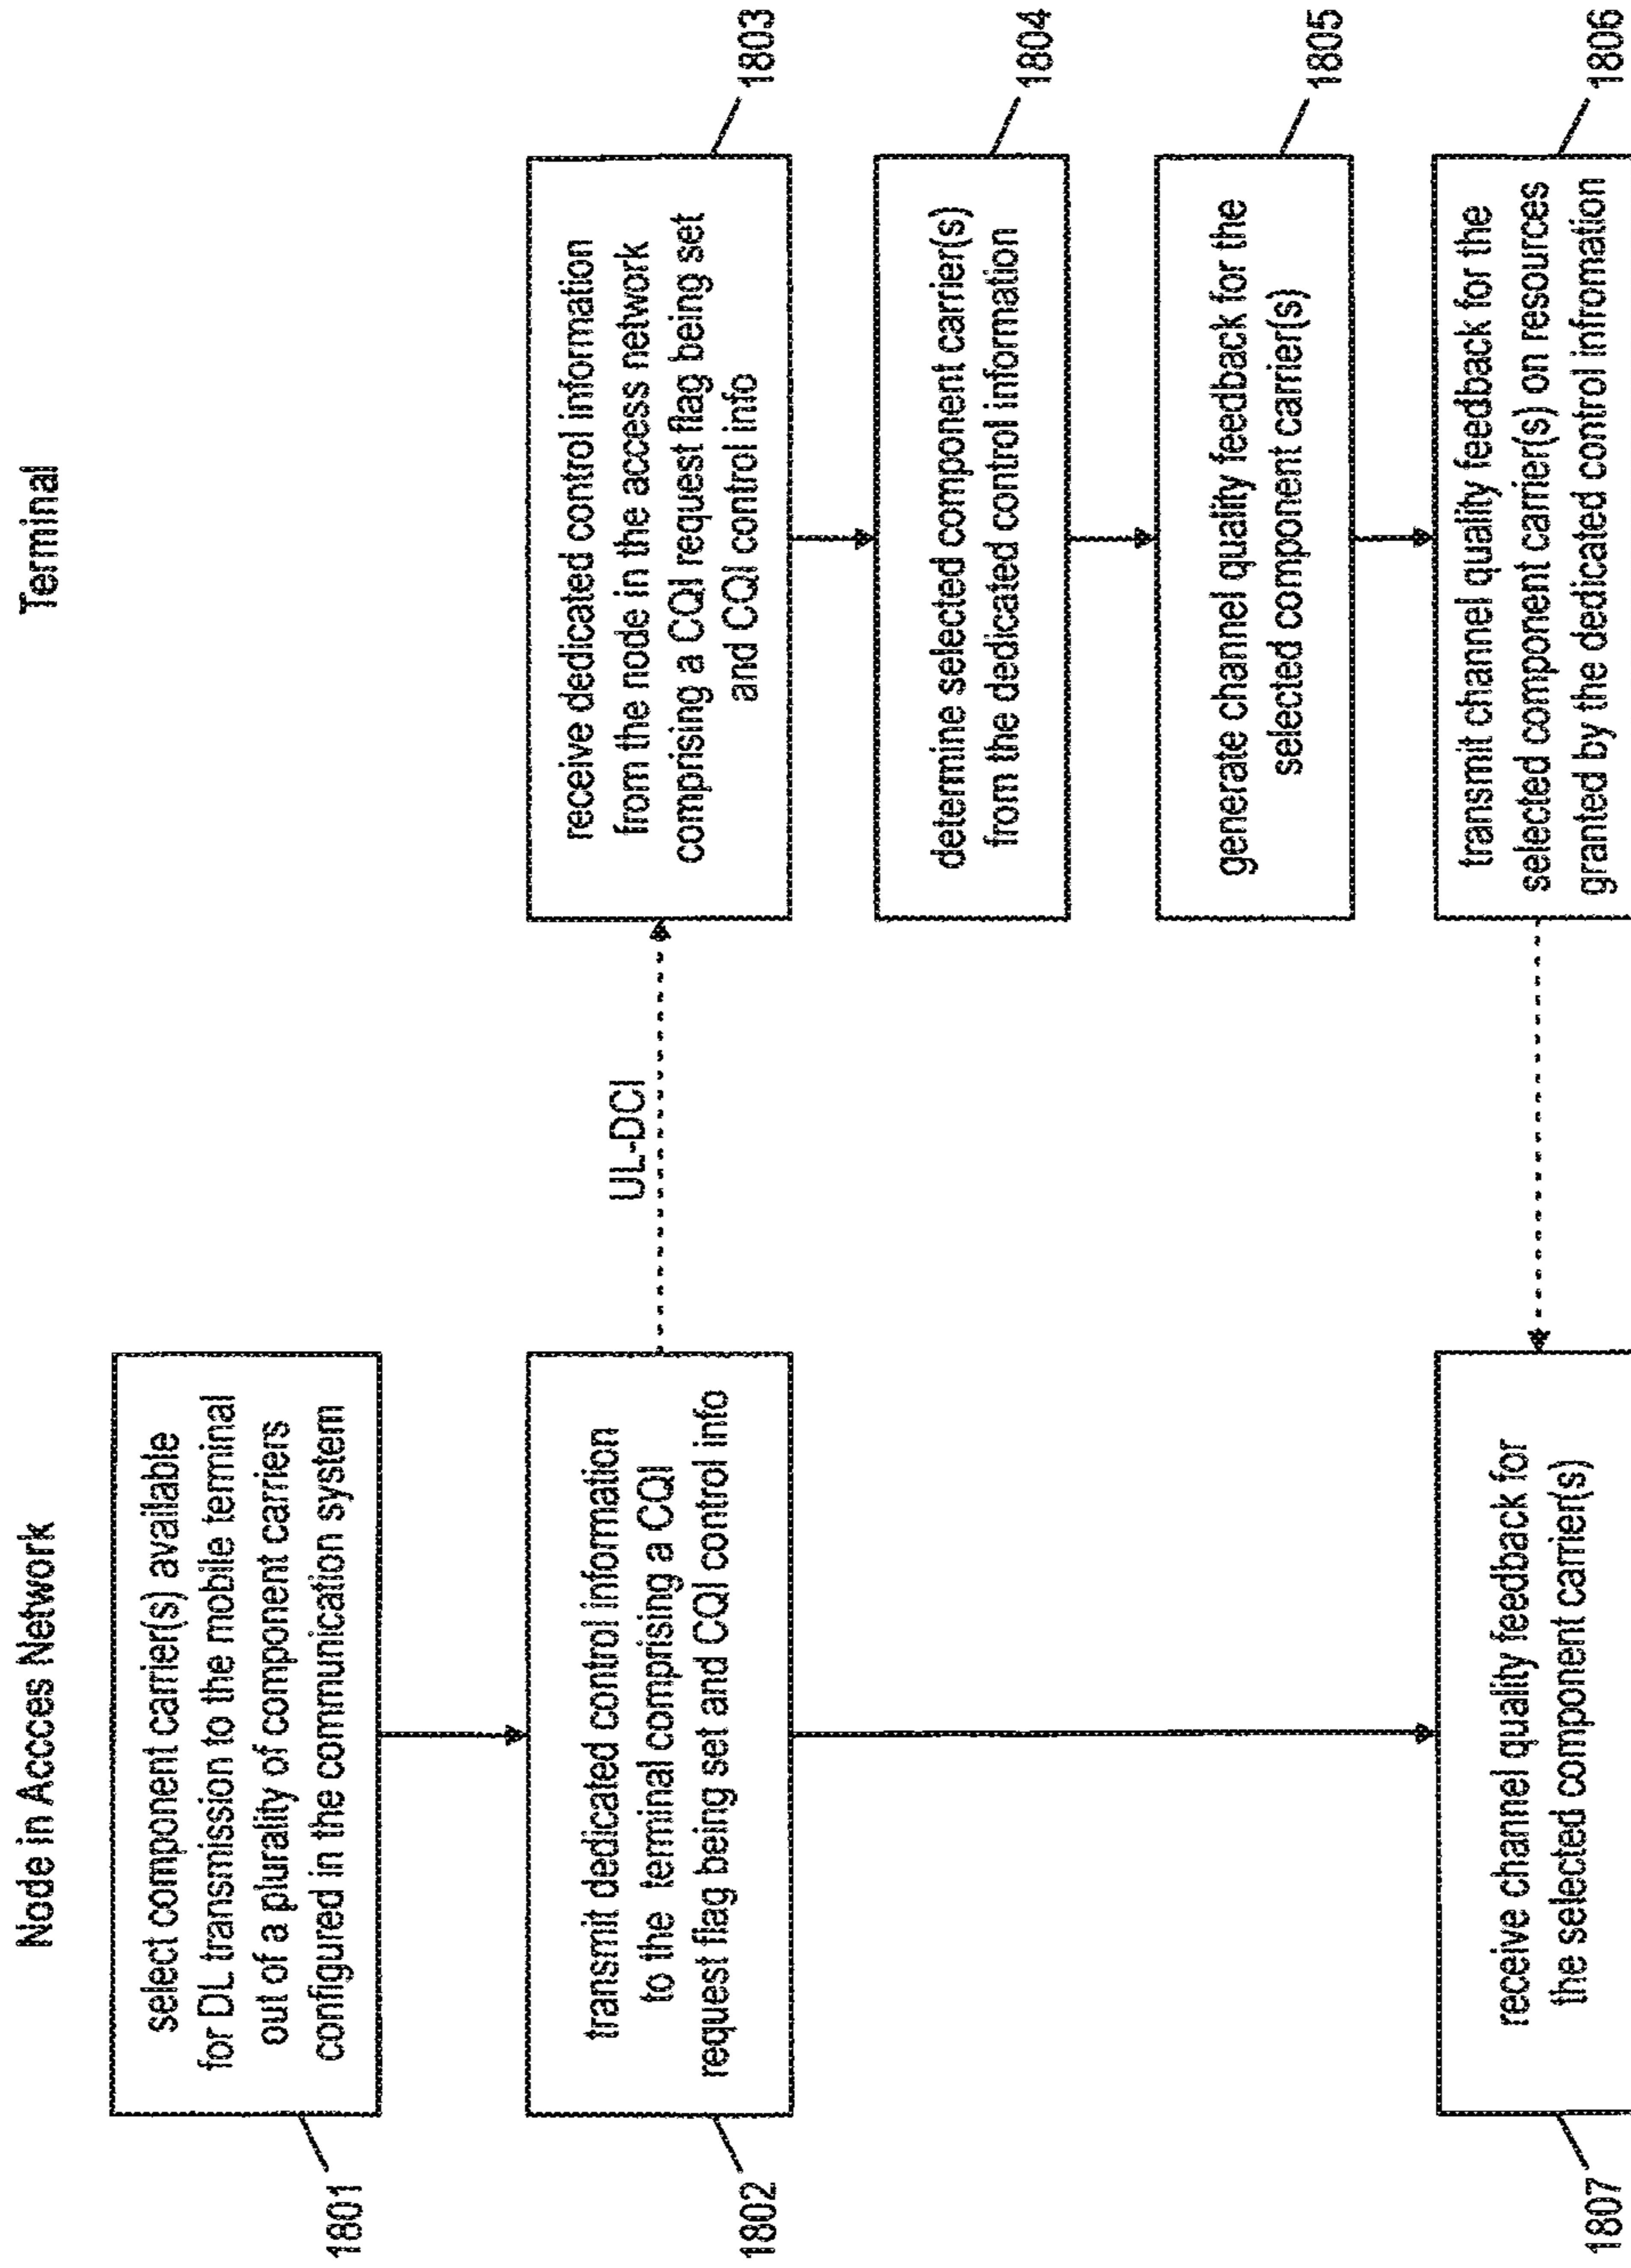 Node in Acces Network
Terminal
select component carrier(s) available
for DL transmission to the mobile terminal
out of a plurality of component carriers
configured in the communication system
1801
transmit dedicated control information
to the terminal comprising a CQI
request flag being set and CQI control info
1802
UL-DCI
receive dedicated control information
from the node in the access network
comprising a CQI request flag being set
and CQI control info
1803
determine selected component carrier(s)
from the dedicated control information
1804
generate channel quality feedback for the
selected component carrier(s)
1805
transmit channel quality feedback for the
selected component carrier(s) on resources
granted by the dedicated control infromation
1806
receive channel quality feedback for
the selected component carrier(s)
1807